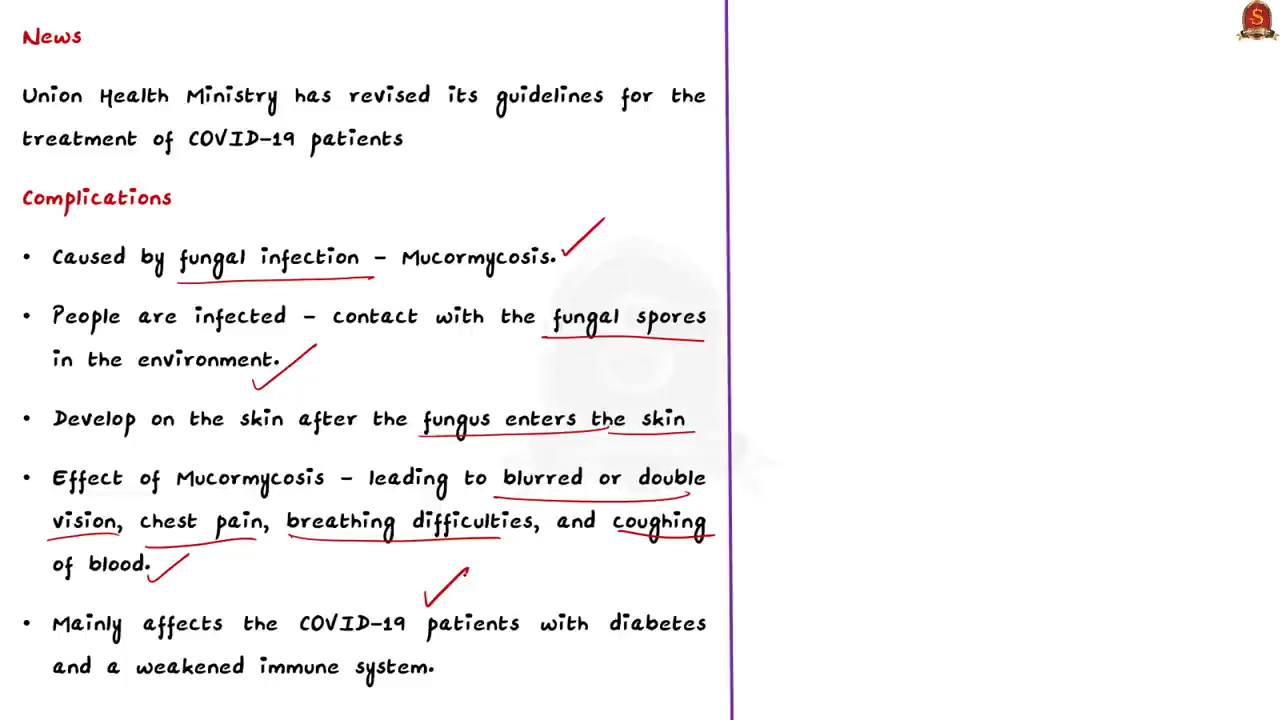 News
Union Health Ministry has revised its guidelines for the
treatment of COVID-19 patients
Complications
• Caused by fungal infection - Mucormycosis.
• People are infected - contact with the fungal spores
in the environment.
• Develop on the skin after the fungus enters the skin
• Effect of Mucormycosis - leading to blurred or double
vision, chest pain, breathing difficulties, and coughing
of blood.
• Mainly affects the COVID-19 patients with diabetes
and a weakened immune system.
S